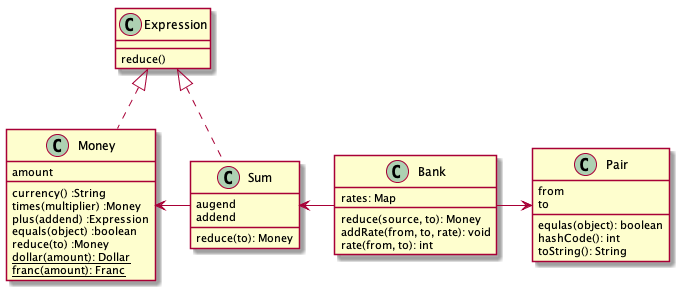 C Expression
reduce()
C Money
amount
currency() :String
times(multiplier) :Money
plus(addend) :Expression
equals(object) :boolean
reduce(to) :Money
dollar(amount): Dollar
franc(amount): Franc
C Sum
augend
addend
reduce(to): Money
C Bank
rates: Map
reduce(source, to): Money
addRate(from, to, rate): void
rate(from, to): int
C Pair
from
to
equlas(object): boolean
hashCode(): int
toString(): String